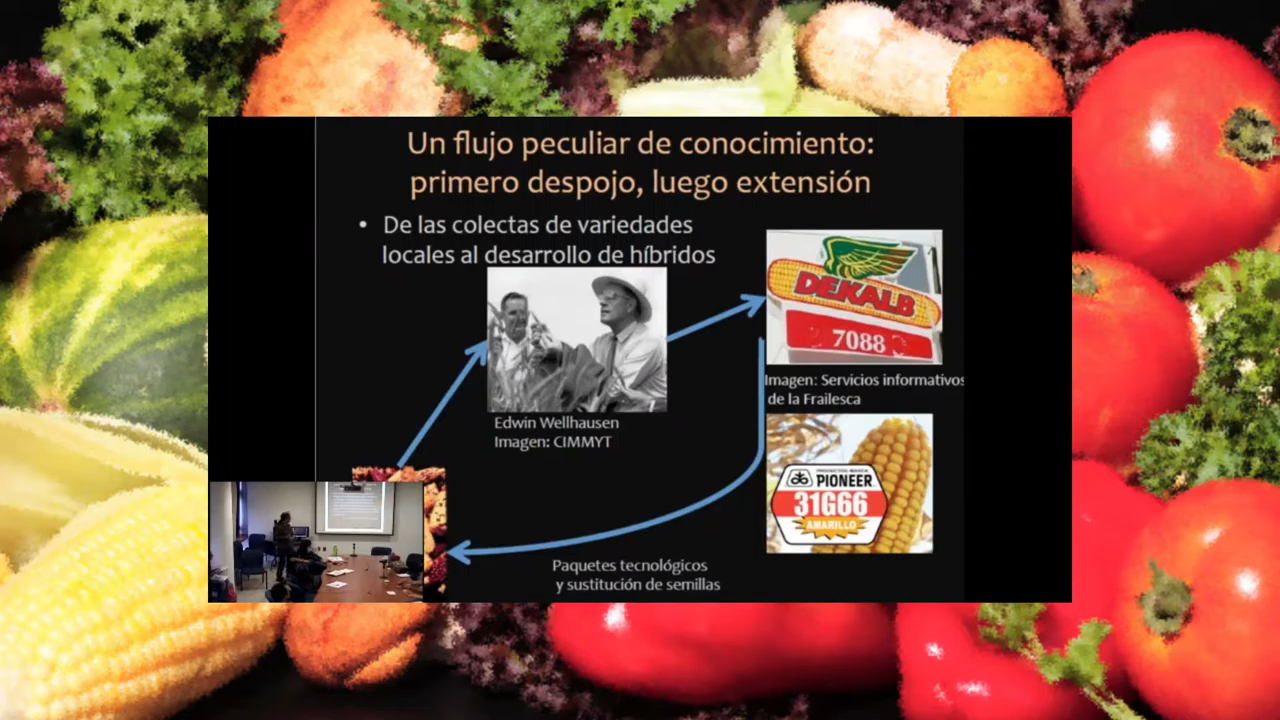 Un flujo peculiar de conocimiento:
primero despojo, luego extensión
• De las colectas de variedades
locales al desarrollo de híbridos
DEKALB
7088
Imagen: Servicios informativos
de la Frailesca
Edwin Wellhausen
Imagen: CIMMYT
PIONEER
31G66
AMARILLO
Paquetes tecnológicos
y sustitución de semillas